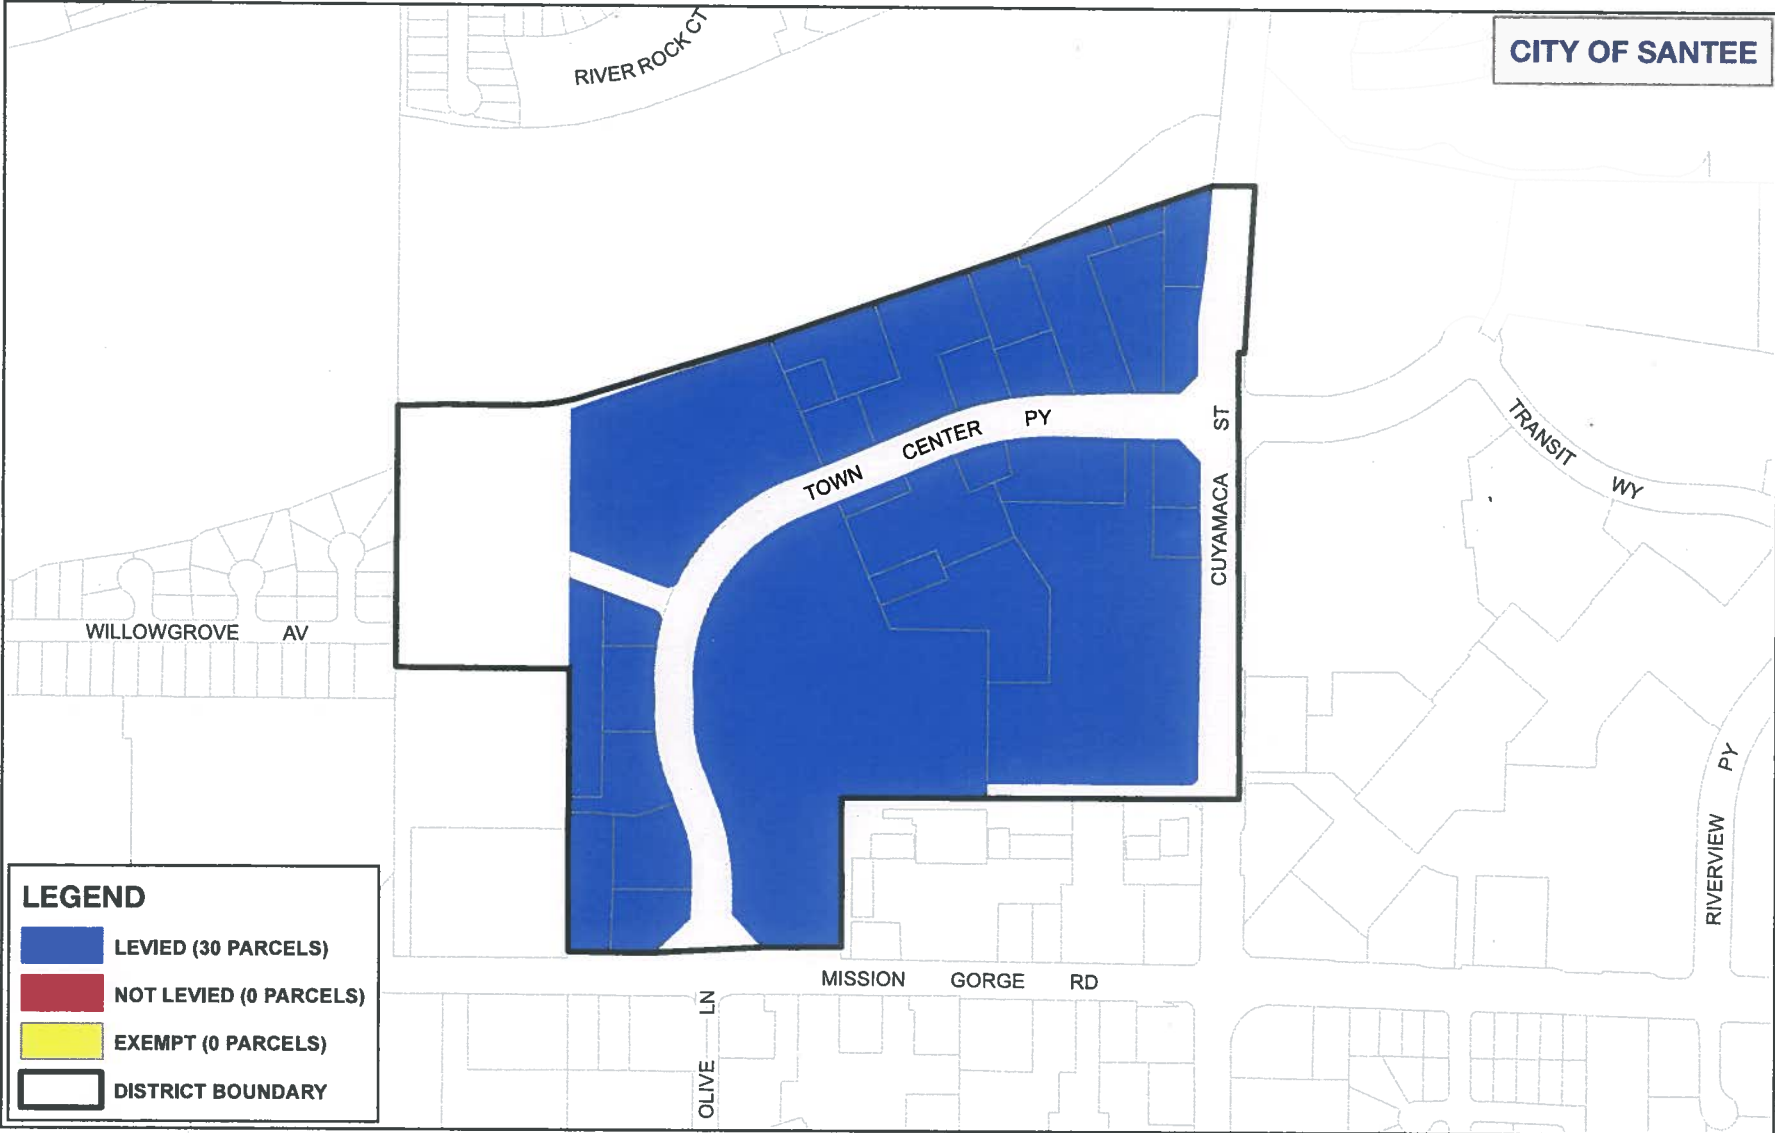 CITY OF SANTEE
RIVER ROCK CT
TOWN CENTER PY
CUYAMACA ST
TRANSIT WY
WILLOWGROVE AV
RIVERVIEW PY
MISSION GORGE RD
OLIVE LN
LEGEND
LEVIED (30 PARCELS)
NOT LEVIED (0 PARCELS)
EXEMPT (0 PARCELS)
DISTRICT BOUNDARY